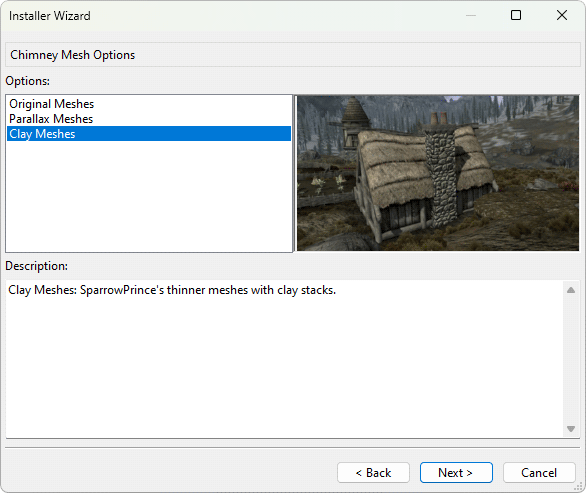 Installer Wizard
Chimney Mesh Options
Options:
Original Meshes
Parallax Meshes
Clay Meshes
Description:
Clay Meshes: SparrowPrince's thinner meshes with clay stacks.
< Back
Next >
Cancel